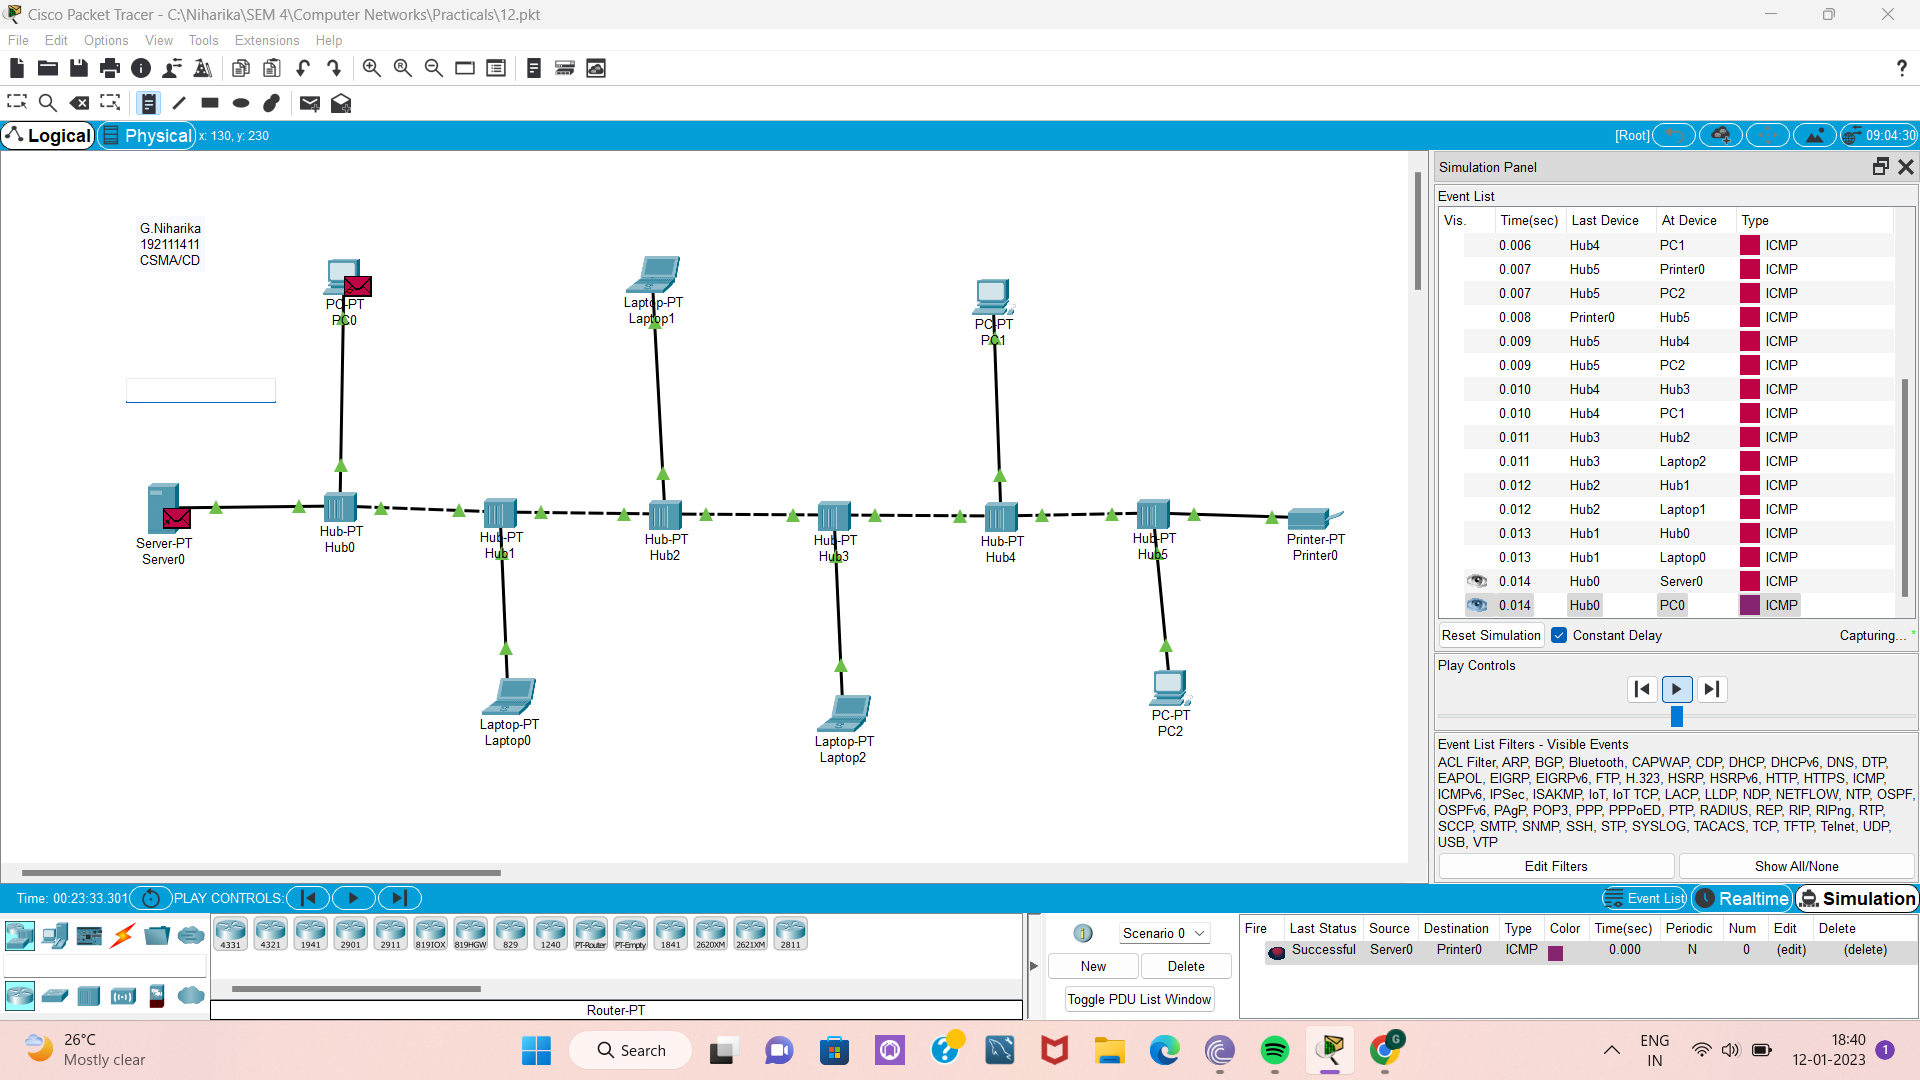 Cisco Packet Tracer - C:\Niharika\SEM 4\Computer Networks\Practicals\12.pkt
File Edit Options View Tools Extensions Help
?
Logical Physical x: 130, y: 230 [Root] 09:04:30
G.Niharika
192111411
CSMA/CD
PC-PT
PC0
Laptop-PT
Laptop1
PC-PT
PC1
Server-PT
Server0
Hub-PT
Hub0
Hub-PT
Hub1
Hub-PT
Hub2
Hub-PT
Hub3
Hub-PT
Hub4
Hub-PT
Hub5
Printer-PT
Printer0
Laptop-PT
Laptop0
Laptop-PT
Laptop2
PC-PT
PC2
Simulation Panel
Event List
Vis. Time(sec) Last Device At Device Type
0.006 Hub4 PC1 ICMP
0.007 Hub5 Printer0 ICMP
0.007 Hub5 PC2 ICMP
0.008 Printer0 Hub5 ICMP
0.009 Hub5 Hub4 ICMP
0.009 Hub5 PC2 ICMP
0.010 Hub4 Hub3 ICMP
0.010 Hub4 PC1 ICMP
0.011 Hub3 Hub2 ICMP
0.011 Hub3 Laptop2 ICMP
0.012 Hub2 Hub1 ICMP
0.012 Hub2 Laptop1 ICMP
0.013 Hub1 Hub0 ICMP
0.013 Hub1 Laptop0 ICMP
0.014 Hub0 Server0 ICMP
0.014 Hub0 PC0 ICMP
Reset Simulation Constant Delay Capturing... *
Play Controls
Event List Filters - Visible Events
ACL Filter, ARP, BGP, Bluetooth, CAPWAP, CDP, DHCP, DHCPv6, DNS, DTP,
EAPOL, EIGRP, EIGRPv6, FTP, H.323, HSRP, HSRPv6, HTTP, HTTPS, ICMP,
ICMPv6, IPSec, ISAKMP, IoT, IoT TCP, LACP, LLDP, NDP, NETFLOW, NTP, OSPF,
OSPFv6, PAgP, POP3, PPP, PPPoED, PTP, RADIUS, REP, RIP, RIPng, RTP,
SCCP, SMTP, SNMP, SSH, STP, SYSLOG, TACACS, TCP, TFTP, Telnet, UDP,
USB, VTP
Edit Filters Show All/None
Time: 00:23:33.301 PLAY CONTROLS: Event List Realtime Simulation
4331 4321 1941 2901 2911 819IOX 819HGW 829 1240 PT-Router PT-Empty 1841 2620XM 2621XM 2811
Router-PT
1 Scenario 0
New Delete
Toggle PDU List Window
Fire Last Status Source Destination Type Color Time(sec) Periodic Num Edit Delete
Successful Server0 Printer0 ICMP 0.000 N 0 (edit) (delete)
26°C
Mostly clear
Search
G
ENG
IN
18:40
12-01-2023
1